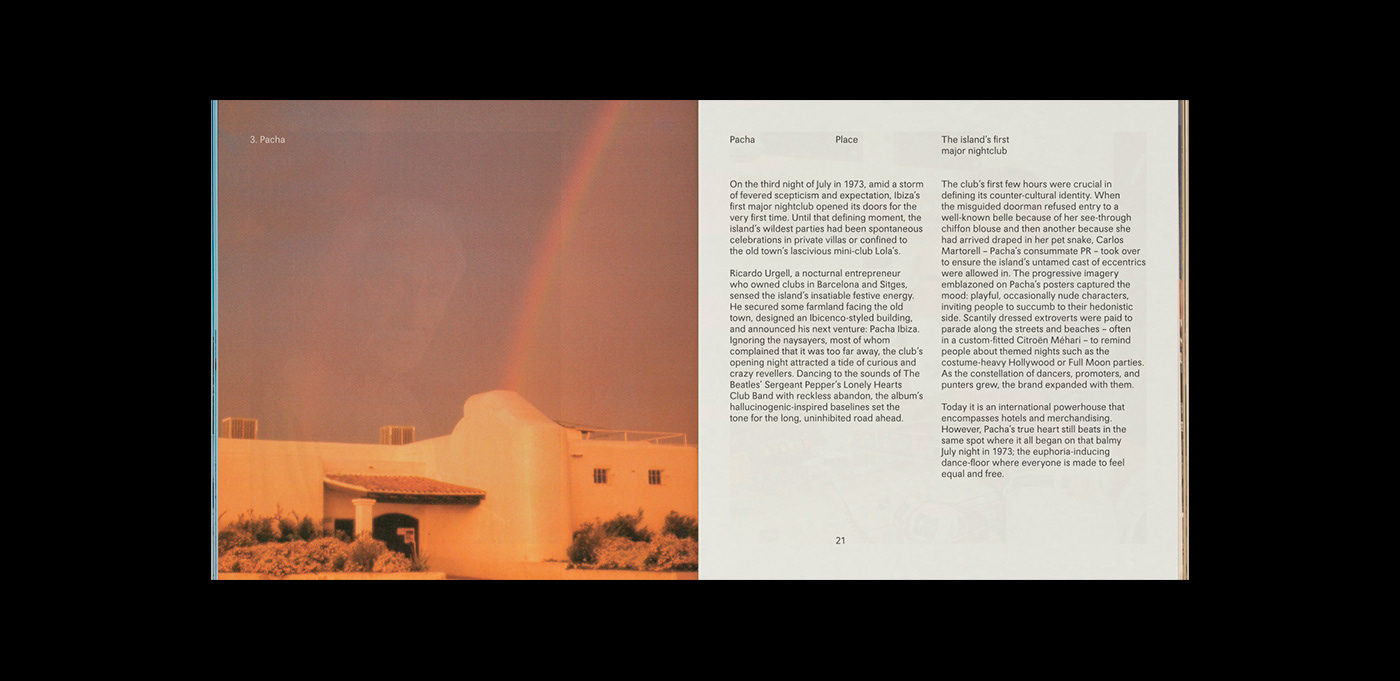 3. Pacha
Pacha
Place
The island's first
major nightclub
On the third night of July in 1973, amid a storm
of fevered scepticism and expectation, Ibiza's
first major nightclub opened its doors for the
very first time. Until that defining moment, the
island's wildest parties had been spontaneous
celebrations in private villas or confined to
the old town's lascivious mini-club Lola's.
Ricardo Urgell, a nocturnal entrepreneur
who owned clubs in Barcelona and Sitges,
sensed the island's insatiable festive energy.
He secured some farmland facing the old
town, designed an Ibicenco-styled building,
and announced his next venture: Pacha Ibiza.
Ignoring the naysayers, most of whom
complained that it was too far away, the club's
opening night attracted a tide of curious and
crazy revellers. Dancing to the sounds of The
Beatles' Sergeant Pepper's Lonely Hearts
Club Band with reckless abandon, the album's
hallucinogenic-inspired baselines set the
tone for the long, uninhibited road ahead.
The club's first few hours were crucial in
defining its counter-cultural identity. When
the misguided doorman refused entry to a
well-known belle because of her see-through
chiffon blouse and then another because she
had arrived draped in her pet snake, Carlos
Martorell – Pacha's consummate PR – took over
to ensure the island's untamed cast of eccentrics
were allowed in. The progressive imagery
emblazoned on Pacha's posters captured the
mood: playful, occasionally nude characters,
inviting people to succumb to their hedonistic
side. Scantily dressed extroverts were paid to
parade along the streets and beaches – often
in a custom-fitted Citroën Méhari – to remind
people about themed nights such as the
costume-heavy Hollywood or Full Moon parties.
As the constellation of dancers, promoters, and
punters grew, the brand expanded with them.
Today it is an international powerhouse that
encompasses hotels and merchandising.
However, Pacha's true heart still beats in the
same spot where it all began on that balmy
July night in 1973; the euphoria-inducing
dance-floor where everyone is made to feel
equal and free.
21